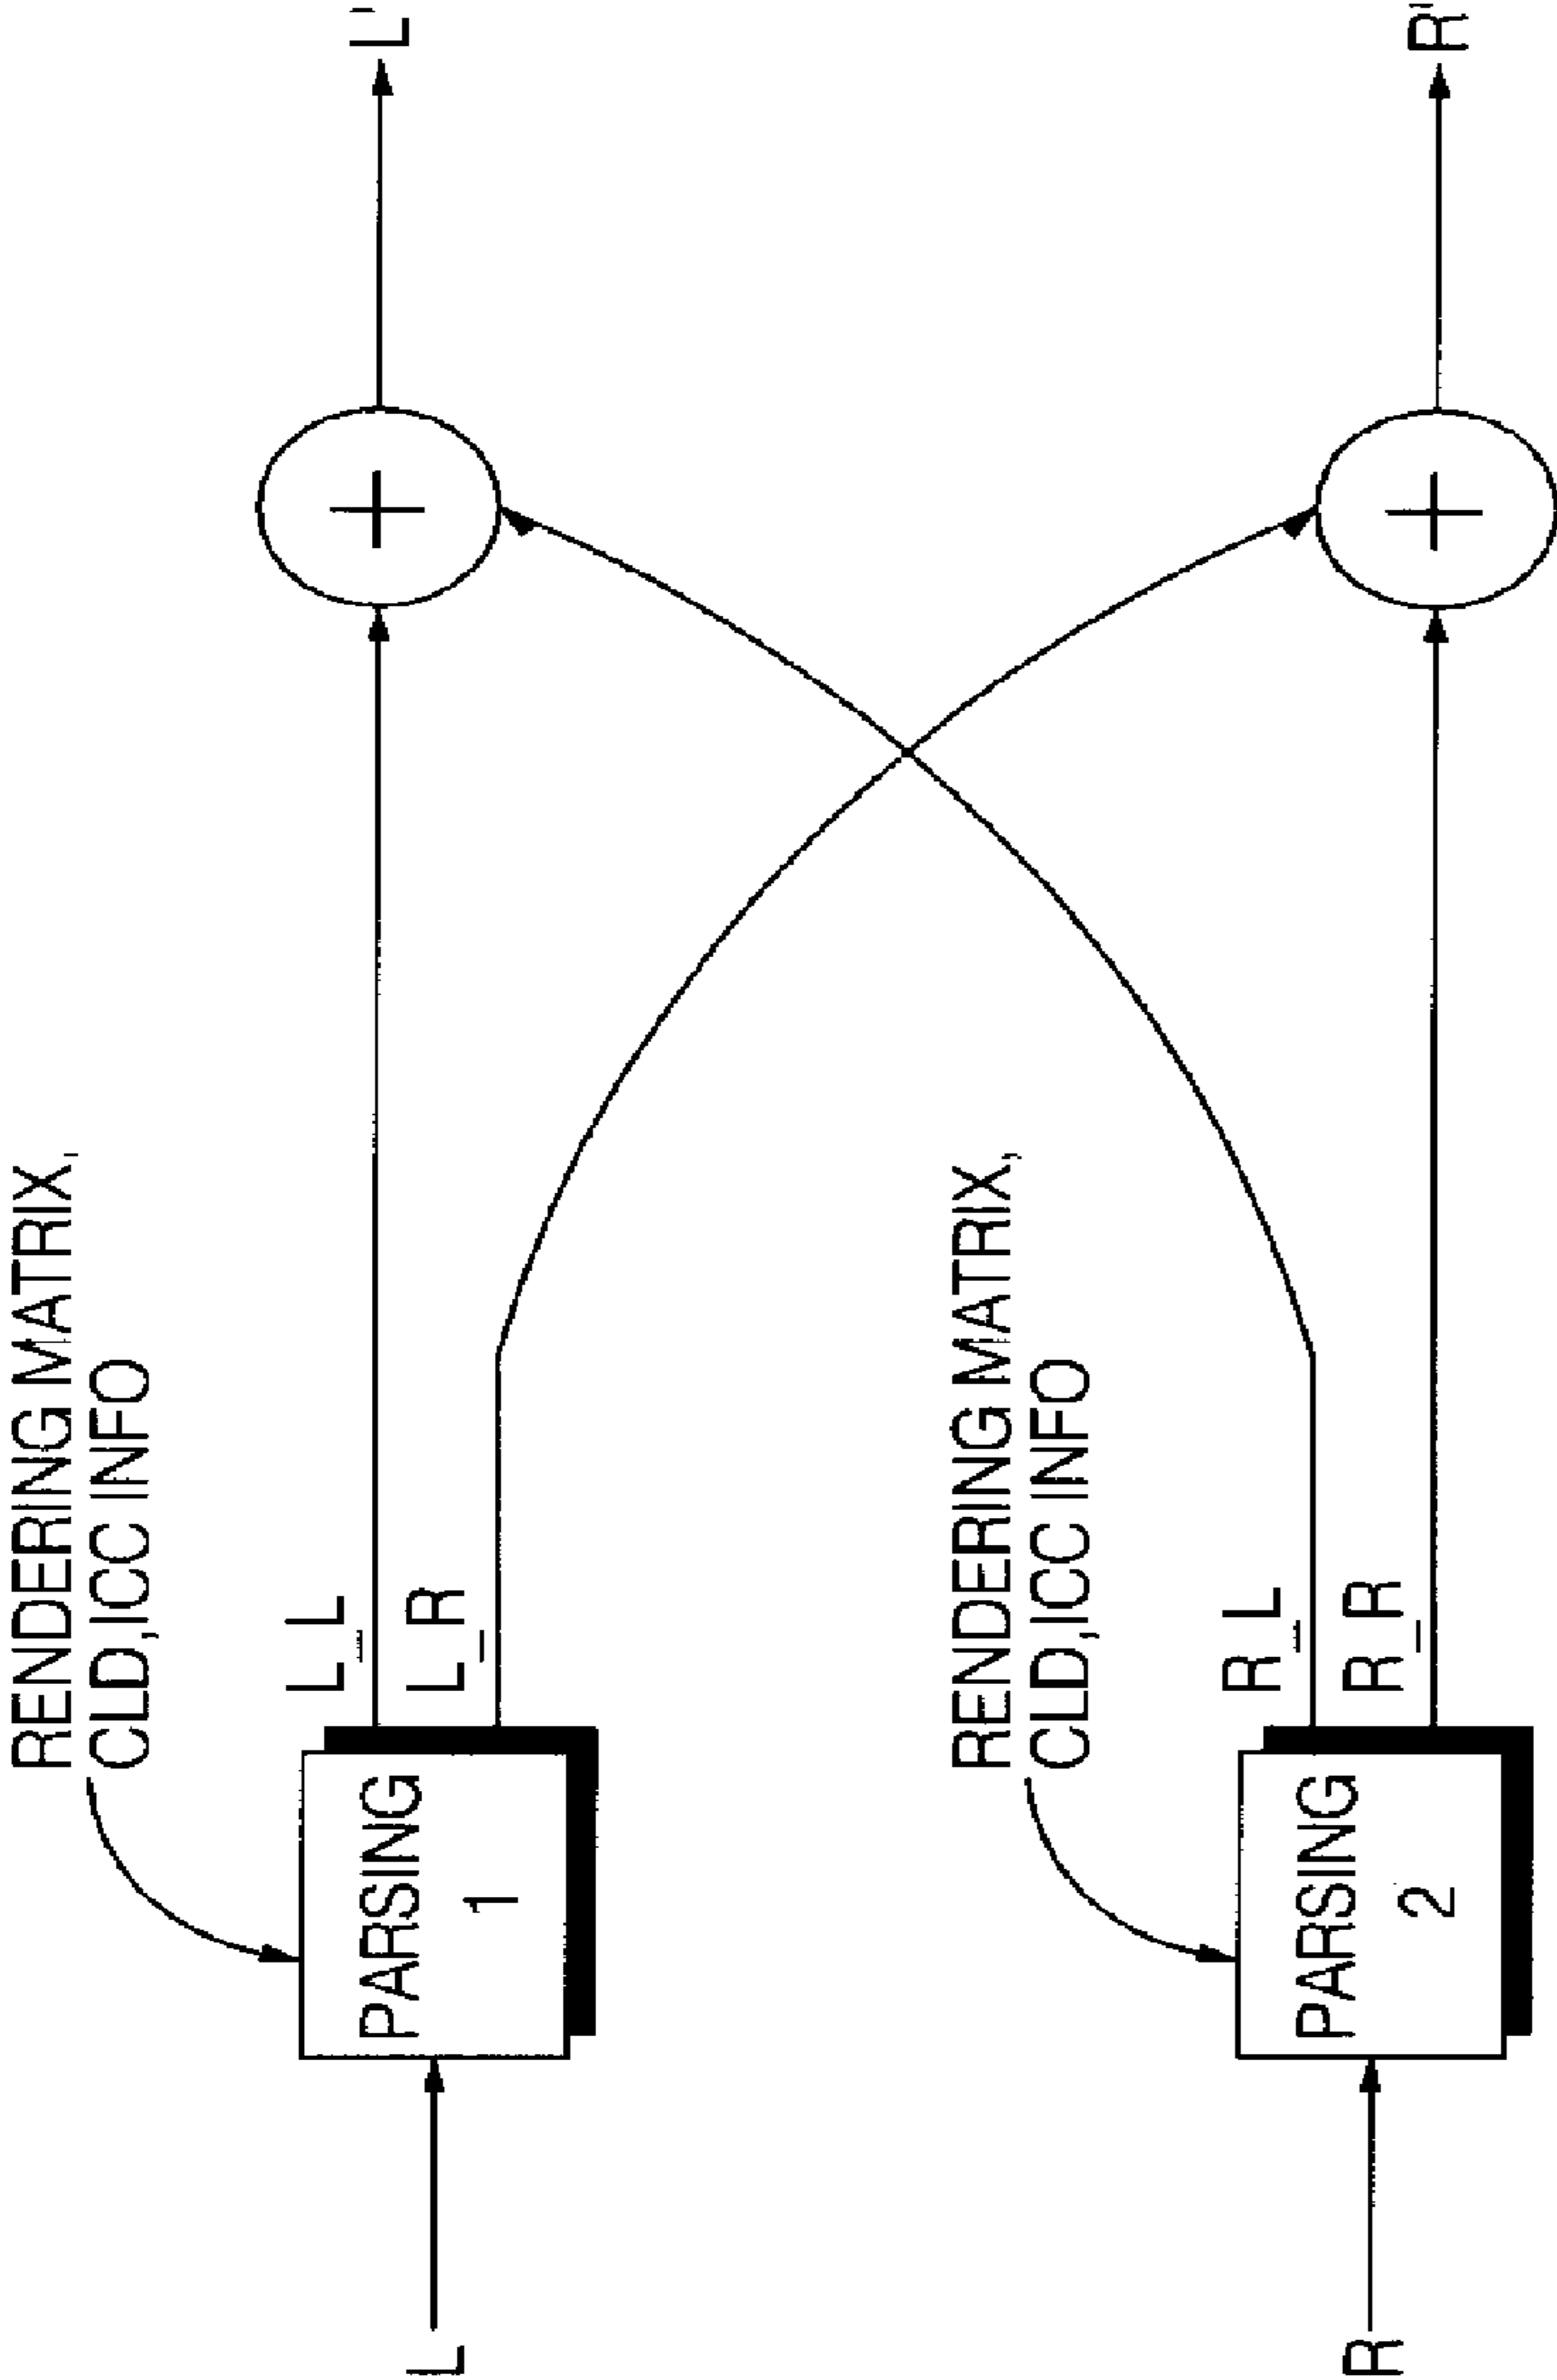 RENDERING MATRIX,
CLD,ICC INFO
L
PARSING
1
L_L
L_R
L'
RENDERING MATRIX,
CLD,ICC INFO
R
PARSING
2
R_L
R_R
R'